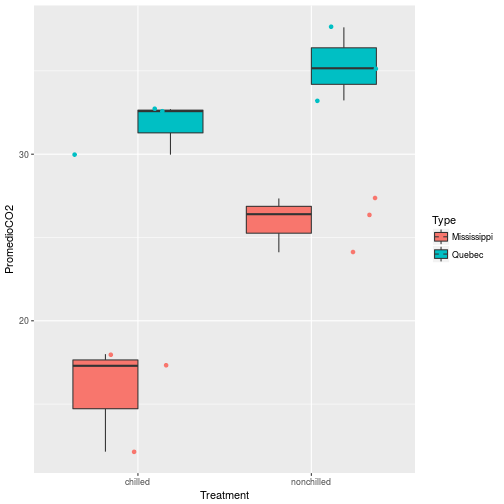 PromedioCO2
30
20
chilled
nonchilled
Treatment
Type
Mississippi
Quebec